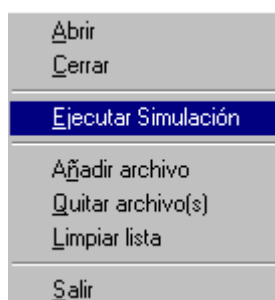 Abrir
Cerrar
Ejecutar Simulación
Añadir archivo
Quitar archivo(s)
Limpiar lista
Salir